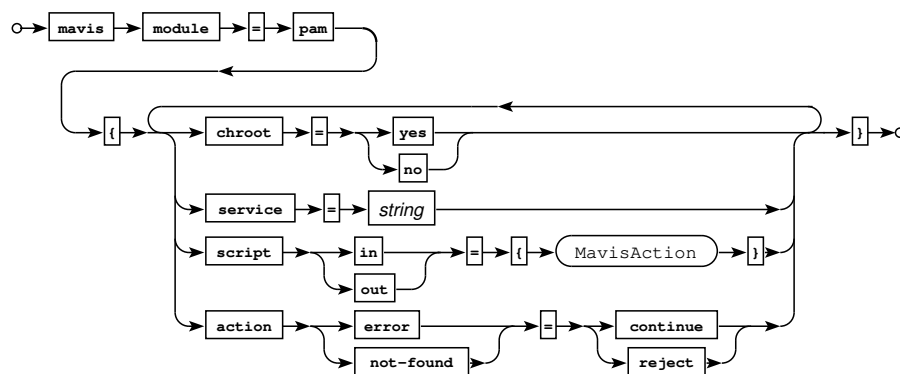 mavis module = pam
{ chroot = yes }
no
service = string
script in = { MavisAction }
out
action error = continue
not-found reject